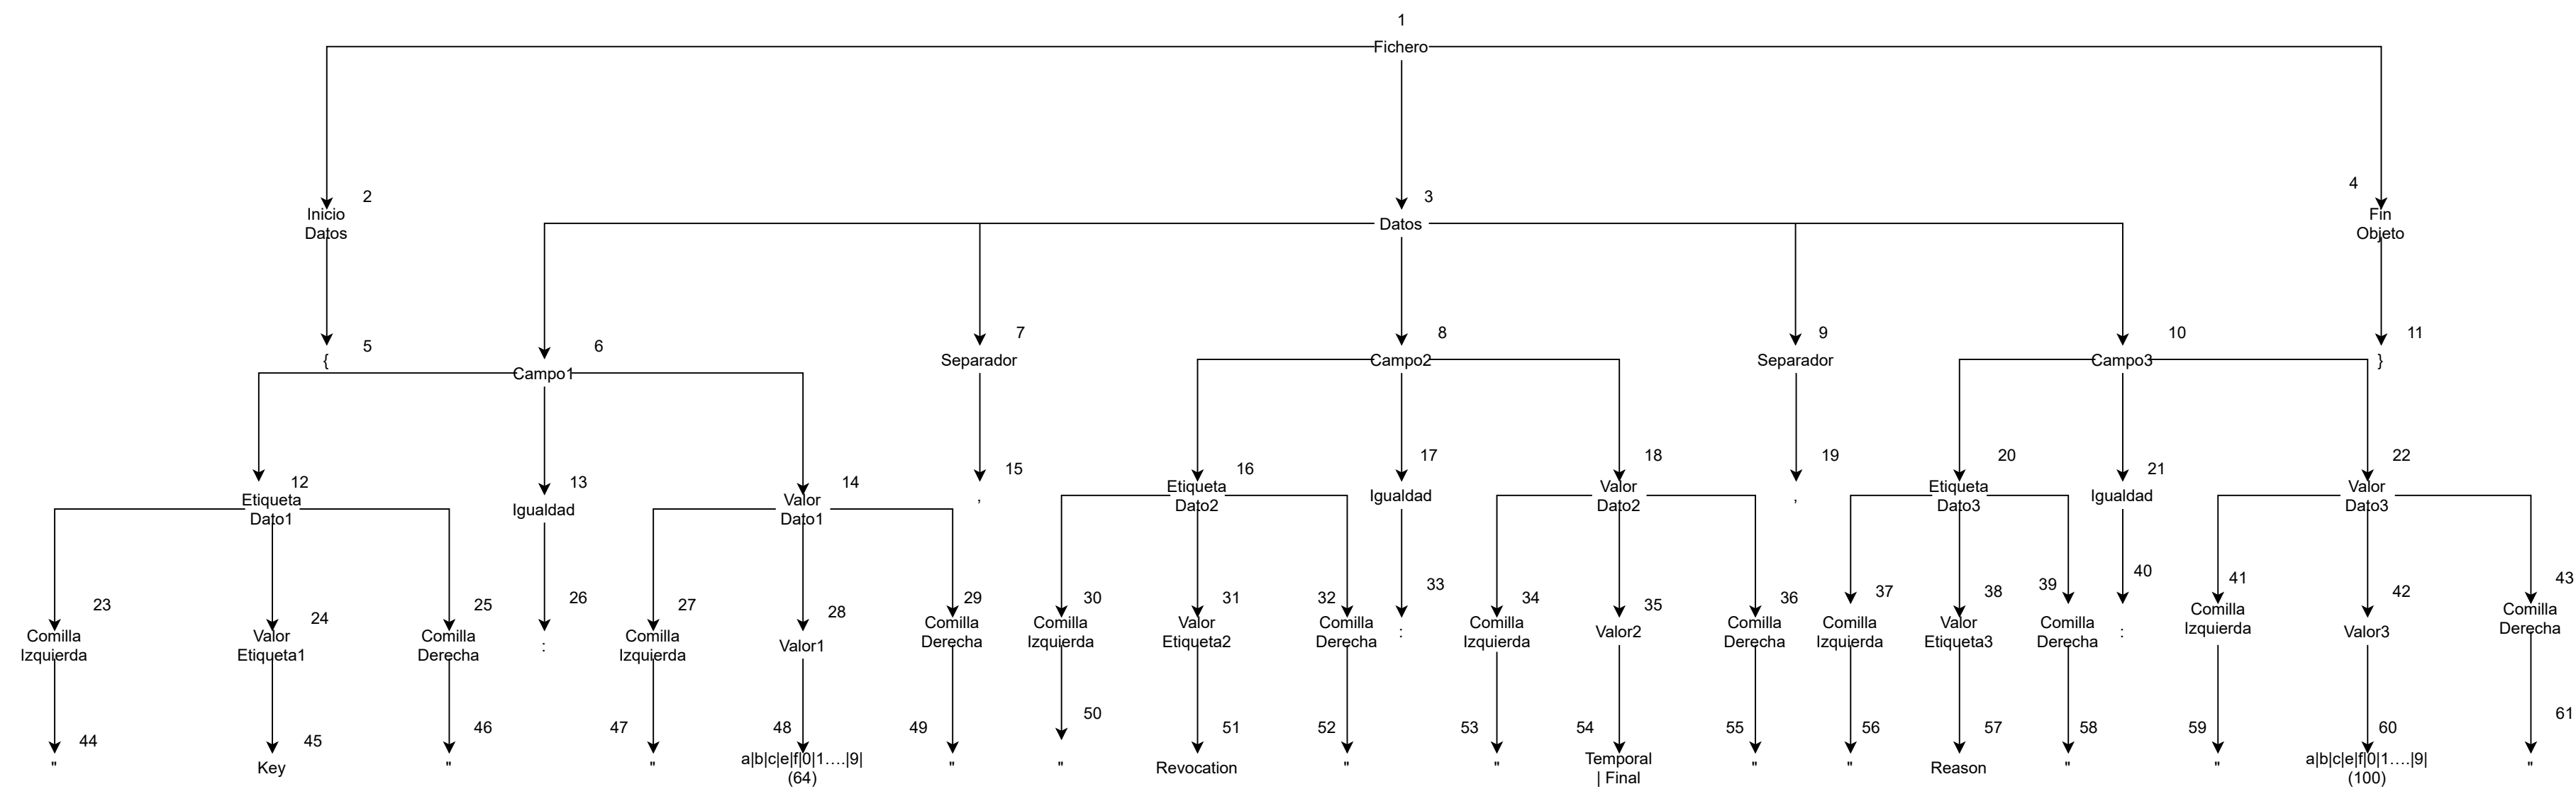 1
Fichero
2
3
4
Inicio
Datos
Datos
Fin
Objeto
5
6
7
8
9
10
11
{
Campo1
Separador
Campo2
Separador
Campo3
}
12
13
14
15
16
17
18
19
20
21
22
Etiqueta
Dato1
Igualdad
Valor
Dato1
,
Etiqueta
Dato2
Igualdad
Valor
Dato2
,
Etiqueta
Dato3
Igualdad
Valor
Dato3
23
24
25
26
27
28
29
30
31
32
33
34
35
36
37
38
39
40
41
42
43
Comilla
Izquierda
Valor
Etiqueta1
Comilla
Derecha
:
Comilla
Izquierda
Valor1
Comilla
Derecha
Comilla
Izquierda
Valor
Etiqueta2
Comilla
Derecha
:
Comilla
Izquierda
Valor2
Comilla
Derecha
Comilla
Izquierda
Valor
Etiqueta3
Comilla
Derecha
:
Comilla
Izquierda
Valor3
Comilla
Derecha
44
45
46
47
48
49
50
51
52
53
54
55
56
57
58
59
60
61
"
Key
"
"
a|b|c|e|f|0|1....|9|
(64)
"
"
Revocation
"
"
Temporal
| Final
"
"
Reason
"
"
a|b|c|e|f|0|1....|9|
(100)
"